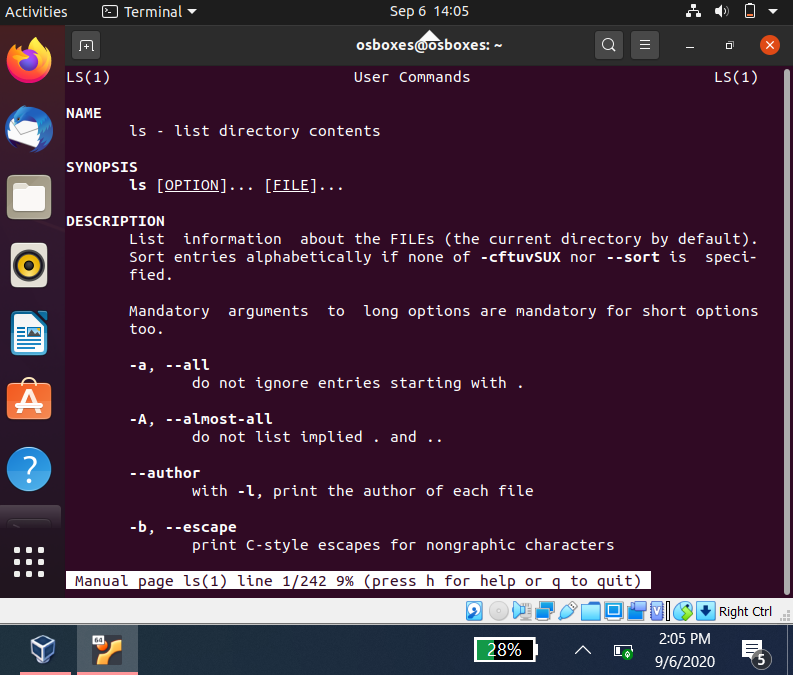 Activities Terminal Sep 6 14:05
osboxes@osboxes: ~
LS(1) User Commands LS(1)
NAME
ls - list directory contents
SYNOPSIS
ls [OPTION]... [FILE]...
DESCRIPTION
List information about the FILEs (the current directory by default).
Sort entries alphabetically if none of -cftuvSUX nor --sort is speci-
fied.
Mandatory arguments to long options are mandatory for short options
too.
-a, --all
do not ignore entries starting with .
-A, --almost-all
do not list implied . and ..
--author
with -l, print the author of each file
-b, --escape
print C-style escapes for nongraphic characters
Manual page ls(1) line 1/242 9% (press h for help or q to quit)
Right Ctrl
64
28%
2:05 PM
9/6/2020
5